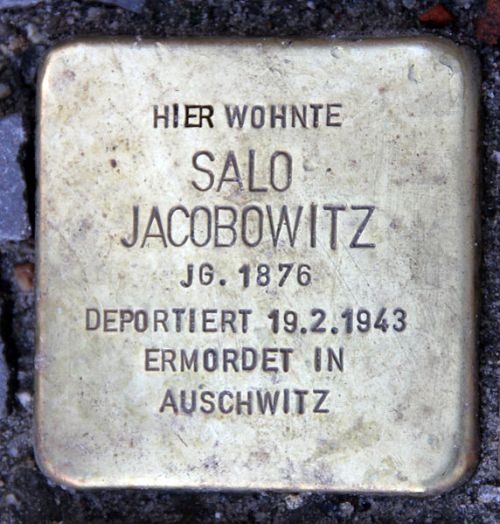 HIER WOHNTE
SALO
JACOBOWITZ
JG. 1876
DEPORTIERT 19.2.1943
ERMORDET IN
AUSCHWITZ